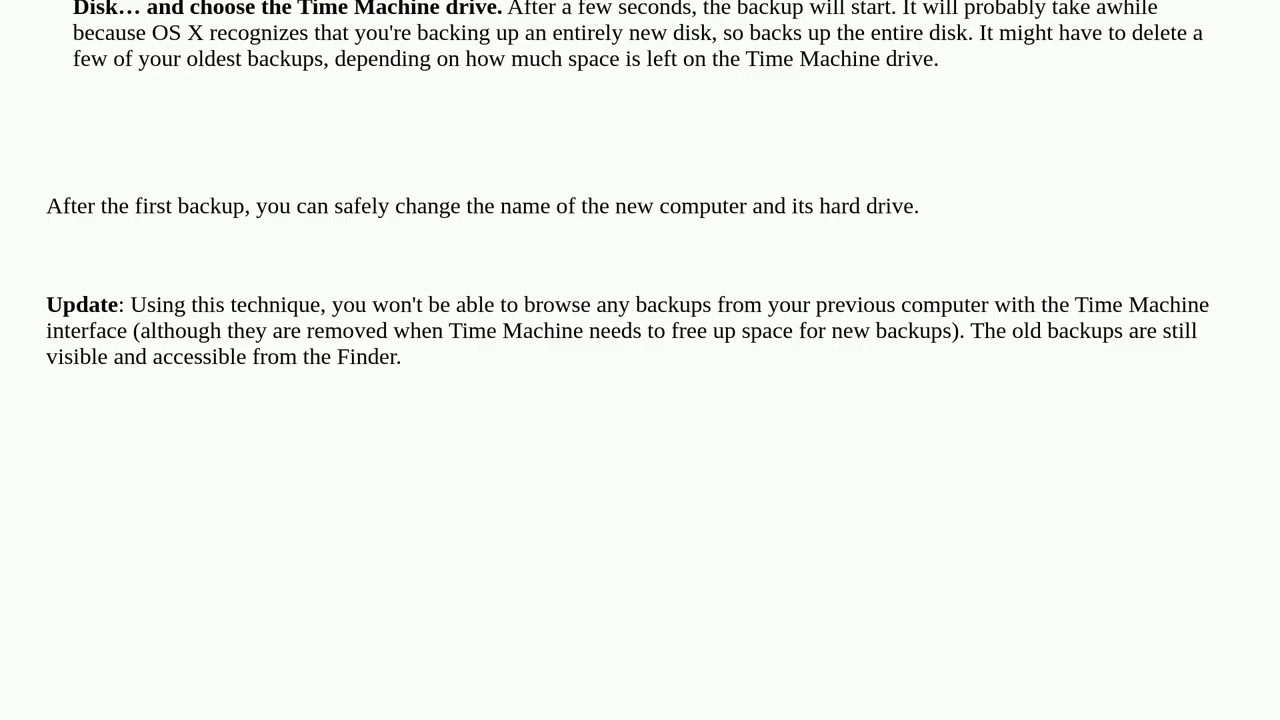 Disk… and choose the Time Machine drive. After a few seconds, the backup will start. It will probably take awhile
because OS X recognizes that you're backing up an entirely new disk, so backs up the entire disk. It might have to delete a
few of your oldest backups, depending on how much space is left on the Time Machine drive.
After the first backup, you can safely change the name of the new computer and its hard drive.
Update: Using this technique, you won't be able to browse any backups from your previous computer with the Time Machine
interface (although they are removed when Time Machine needs to free up space for new backups). The old backups are still
visible and accessible from the Finder.